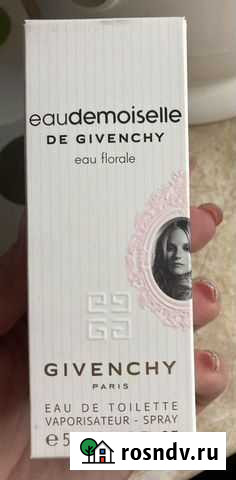 eaudemoiselle
DE GIVENCHY
eau florale
GIVENCHY
PARIS
EAU DE TOILETTE
VAPORISATEUR - SPRAY
rosndv.ru